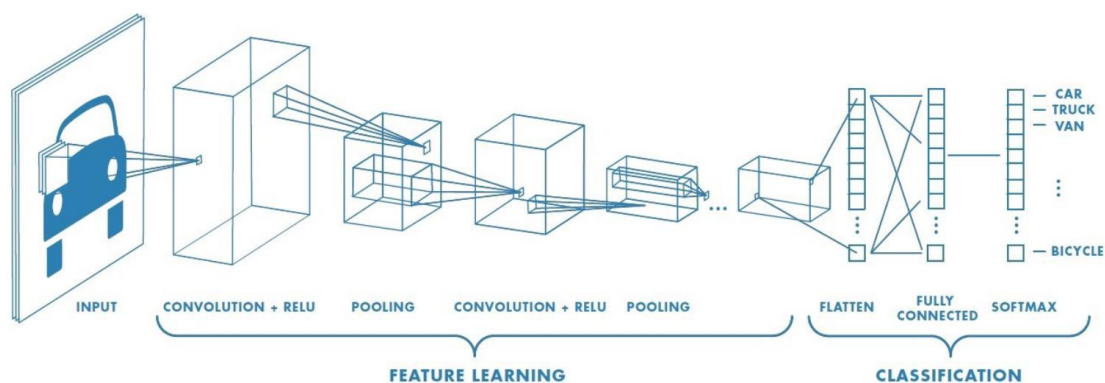 CAR
TRUCK
VAN
...
...
...
...
BICYCLE
INPUT
CONVOLUTION + RELU
POOLING
CONVOLUTION + RELU
POOLING
FLATTEN
FULLY
CONNECTED
SOFTMAX
FEATURE LEARNING
CLASSIFICATION